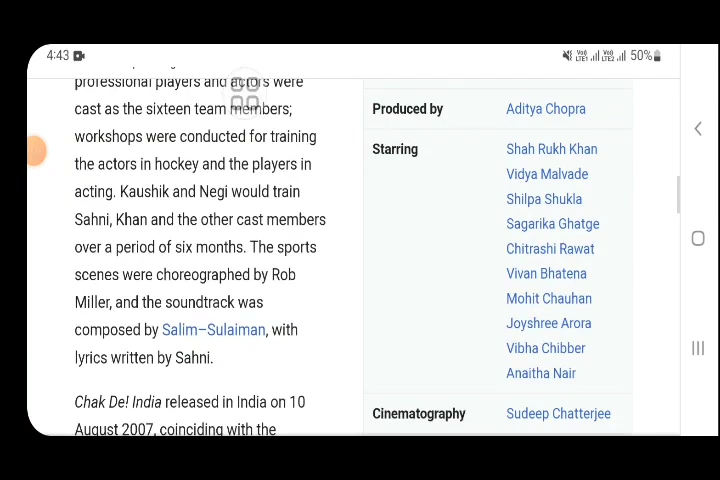 4:43
LTE1 LTE2 50%
professional players and actors were
cast as the sixteen team members;
workshops were conducted for training
the actors in hockey and the players in
acting. Kaushik and Negi would train
Sahni, Khan and the other cast members
over a period of six months. The sports
scenes were choreographed by Rob
Miller, and the soundtrack was
composed by Salim–Sulaiman, with
lyrics written by Sahni.
Chak De! India released in India on 10
August 2007, coinciding with the
Produced by Aditya Chopra
Starring Shah Rukh Khan
Vidya Malvade
Shilpa Shukla
Sagarika Ghatge
Chitrashi Rawat
Vivan Bhatena
Mohit Chauhan
Joyshree Arora
Vibha Chibber
Anaitha Nair
Cinematography Sudeep Chatterjee